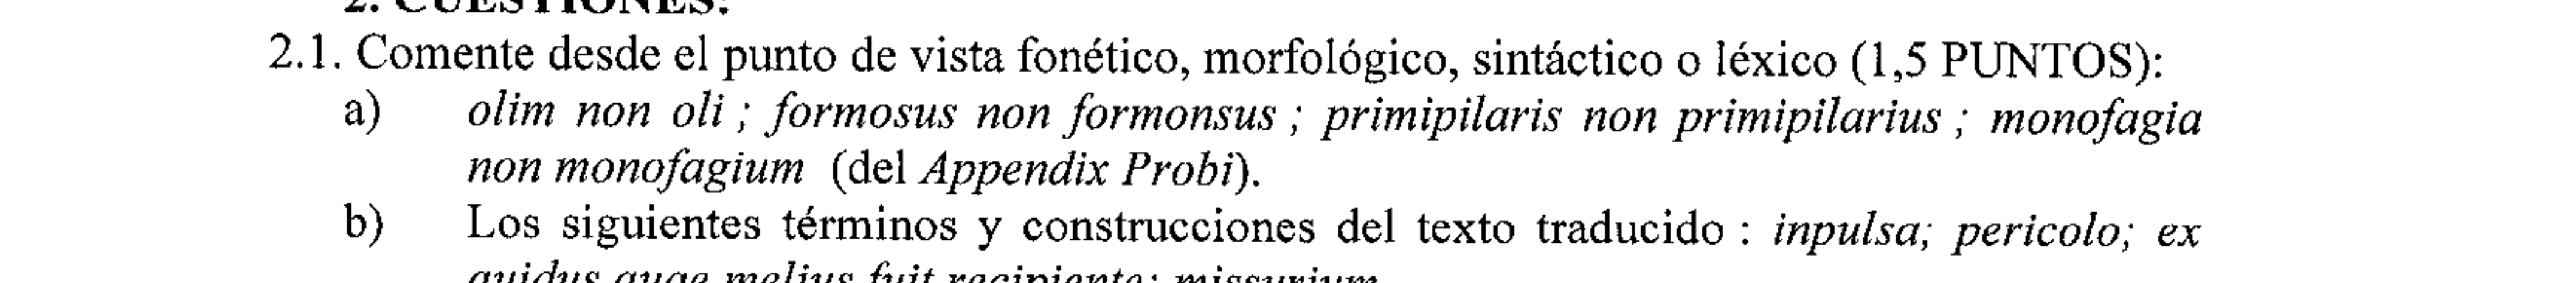 2. CUESTIONES:
2.1. Comente desde el punto de vista fonético, morfológico, sintáctico o léxico (1,5 PUNTOS):
a) olim non oli ; formosus non formonsus ; primipilaris non primipilarius ; monofagia
non monofagium (del Appendix Probi).
b) Los siguientes términos y construcciones del texto traducido : inpulsa; pericolo; ex
quidus quae melius fuit recipiente; missurium